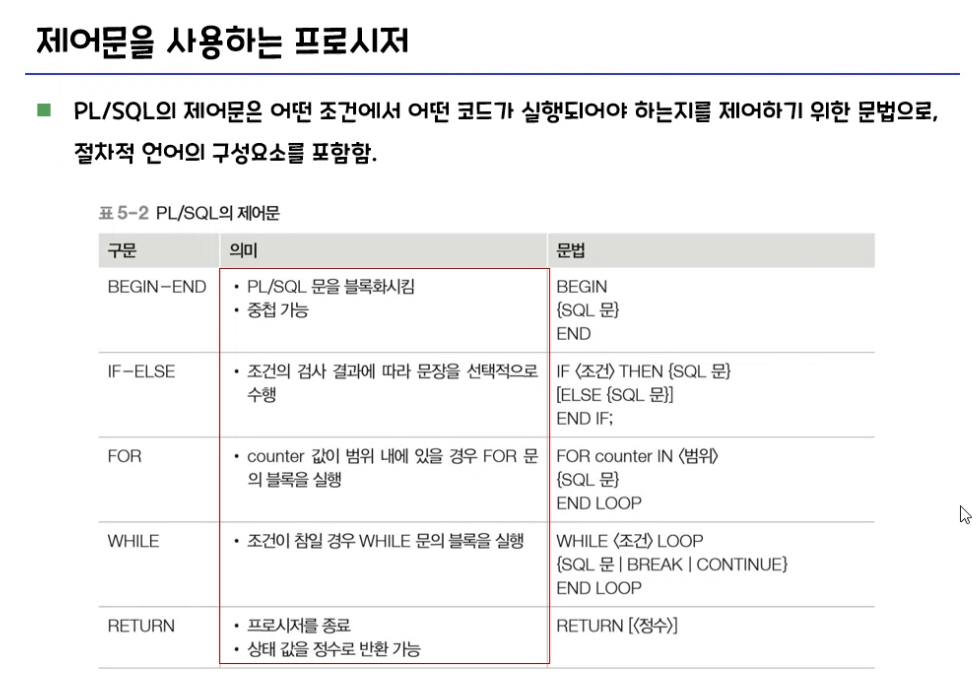 제어문을 사용하는 프로시저
PL/SQL의 제어문은 어떤 조건에서 어떤 코드가 실행되어야 하는지를 제어하기 위한 문법으로,
절차적 언어의 구성요소를 포함함.
표 5-2 PL/SQL의 제어문
구문 의미 문법
BEGIN-END
• PL/SQL 문을 블록화시킴
• 중첩 가능
BEGIN
{SQL 문}
END
IF-ELSE
• 조건의 검사 결과에 따라 문장을 선택적으로
수행
IF 〈조건〉 THEN {SQL 문}
[ELSE {SQL 문}]
END IF;
FOR
• counter 값이 범위 내에 있을 경우 FOR 문
의 블록을 실행
FOR counter IN 〈범위〉
{SQL 문}
END LOOP
WHILE
• 조건이 참일 경우 WHILE 문의 블록을 실행
WHILE 〈조건〉 LOOP
{SQL 문 | BREAK | CONTINUE}
END LOOP
RETURN
• 프로시저를 종료
• 상태 값을 정수로 반환 가능
RETURN [〈정수〉]